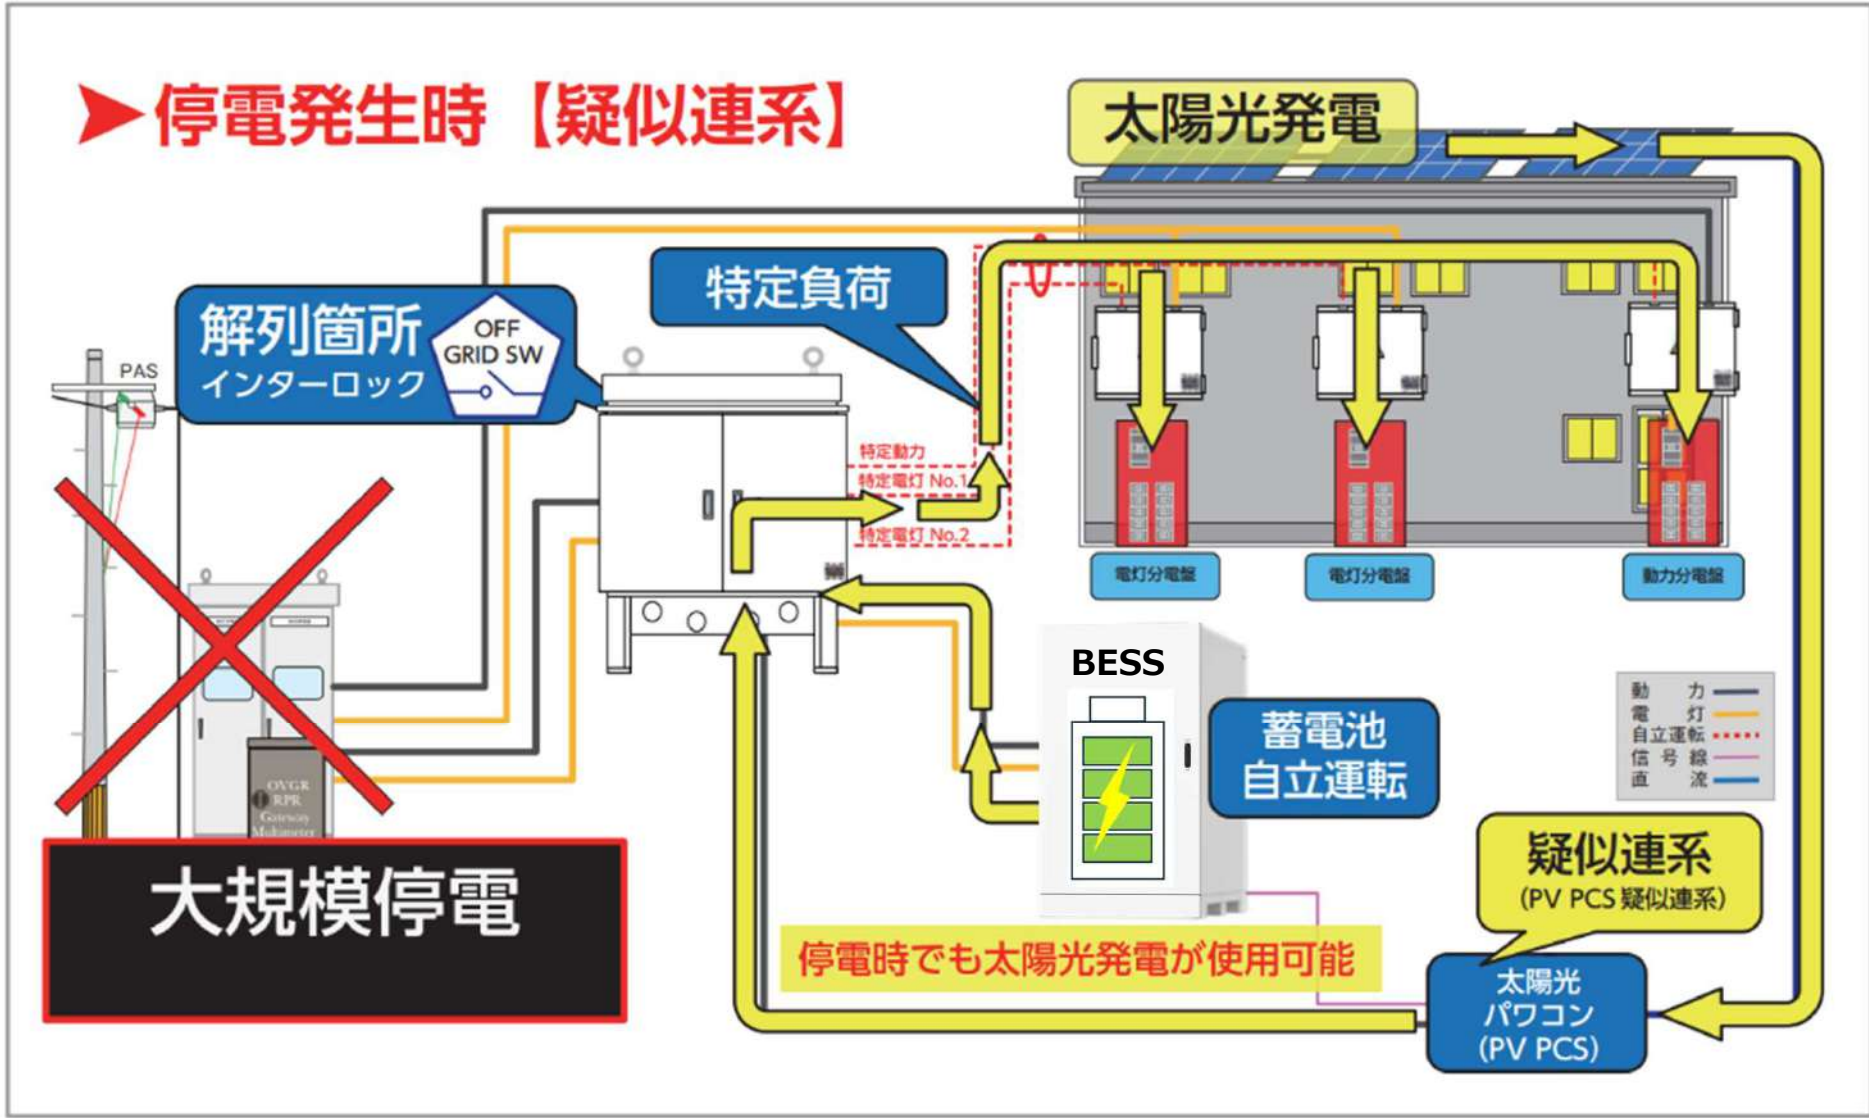 停電発生時【疑似連系】
太陽光発電
特定負荷
解列箇所
インターロック
OFF
GRID SW
PAS
特定動力
特定電灯 No.1
特定電灯 No.2
電灯分電盤
電灯分電盤
動力分電盤
BESS
蓄電池
自立運転
動 力
電 灯
自立運転
信 号 線
直 流
OVGR
RPR
Gateway
Multimeter
大規模停電
疑似連系
(PV PCS 疑似連系)
停電時でも太陽光発電が使用可能
太陽光
パワコン
(PV PCS)